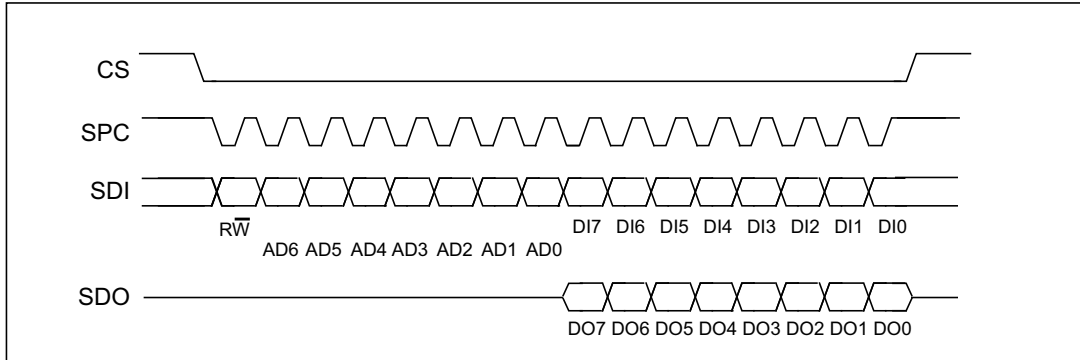 CS
SPC
SDI
RW̅
DI7 DI6 DI5 DI4 DI3 DI2 DI1 DI0
AD6 AD5 AD4 AD3 AD2 AD1 AD0
SDO
DO7 DO6 DO5 DO4 DO3 DO2 DO1 DO0